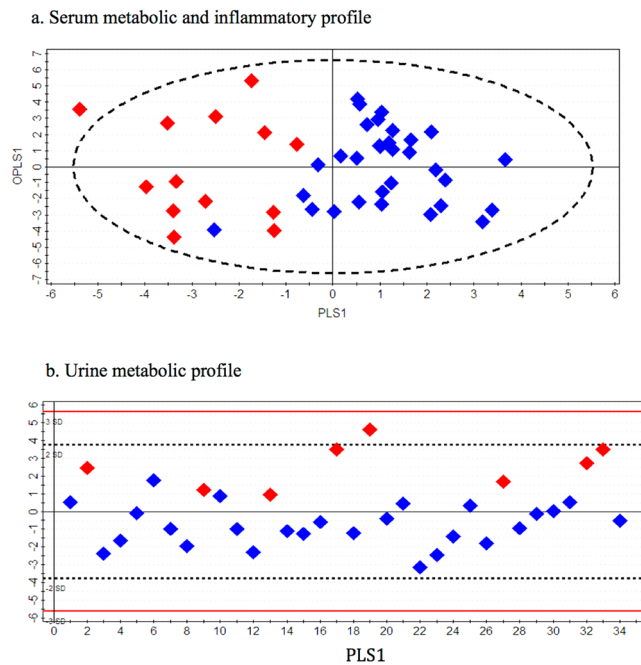 a. Serum metabolic and inflammatory profile
7
6
5
4
3
2
1
0
-1
-2
-3
-4
-5
-6
-7
OPLS1
-6 -5 -4 -3 -2 -1 0 1 2 3 4 5 6
PLS1
b. Urine metabolic profile
6
5
4
3
2
1
0
-1
-2
-3
-4
-5
-6
3 SD
2 SD
-2 SD
-3 SD
0 2 4 6 8 10 12 14 16 18 20 22 24 26 28 30 32 34
PLS1